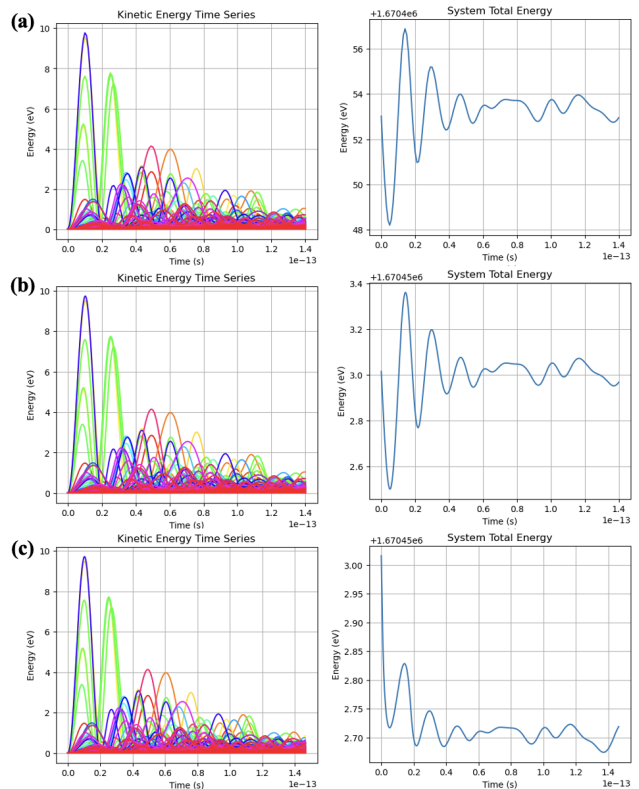 (a)
Kinetic Energy Time Series
10
8
6
4
2
0
Energy (eV)
0.0 0.2 0.4 0.6 0.8 1.0 1.2 1.4
Time (s)
1e−13
System Total Energy
+1.6704e6
56
54
52
50
48
Energy (eV)
0.0 0.2 0.4 0.6 0.8 1.0 1.2 1.4
Time (s)
1e−13
(b)
Kinetic Energy Time Series
10
8
6
4
2
0
Energy (eV)
0.0 0.2 0.4 0.6 0.8 1.0 1.2 1.4
Time (s)
1e−13
System Total Energy
+1.67045e6
3.4
3.2
3.0
2.8
2.6
Energy (eV)
0.0 0.2 0.4 0.6 0.8 1.0 1.2 1.4
Time (s)
1e−13
(c)
Kinetic Energy Time Series
10
8
6
4
2
0
Energy (eV)
0.0 0.2 0.4 0.6 0.8 1.0 1.2 1.4
Time (s)
1e−13
System Total Energy
+1.67045e6
3.00
2.95
2.90
2.85
2.80
2.75
2.70
Energy (eV)
0.0 0.2 0.4 0.6 0.8 1.0 1.2 1.4
Time (s)
1e−13